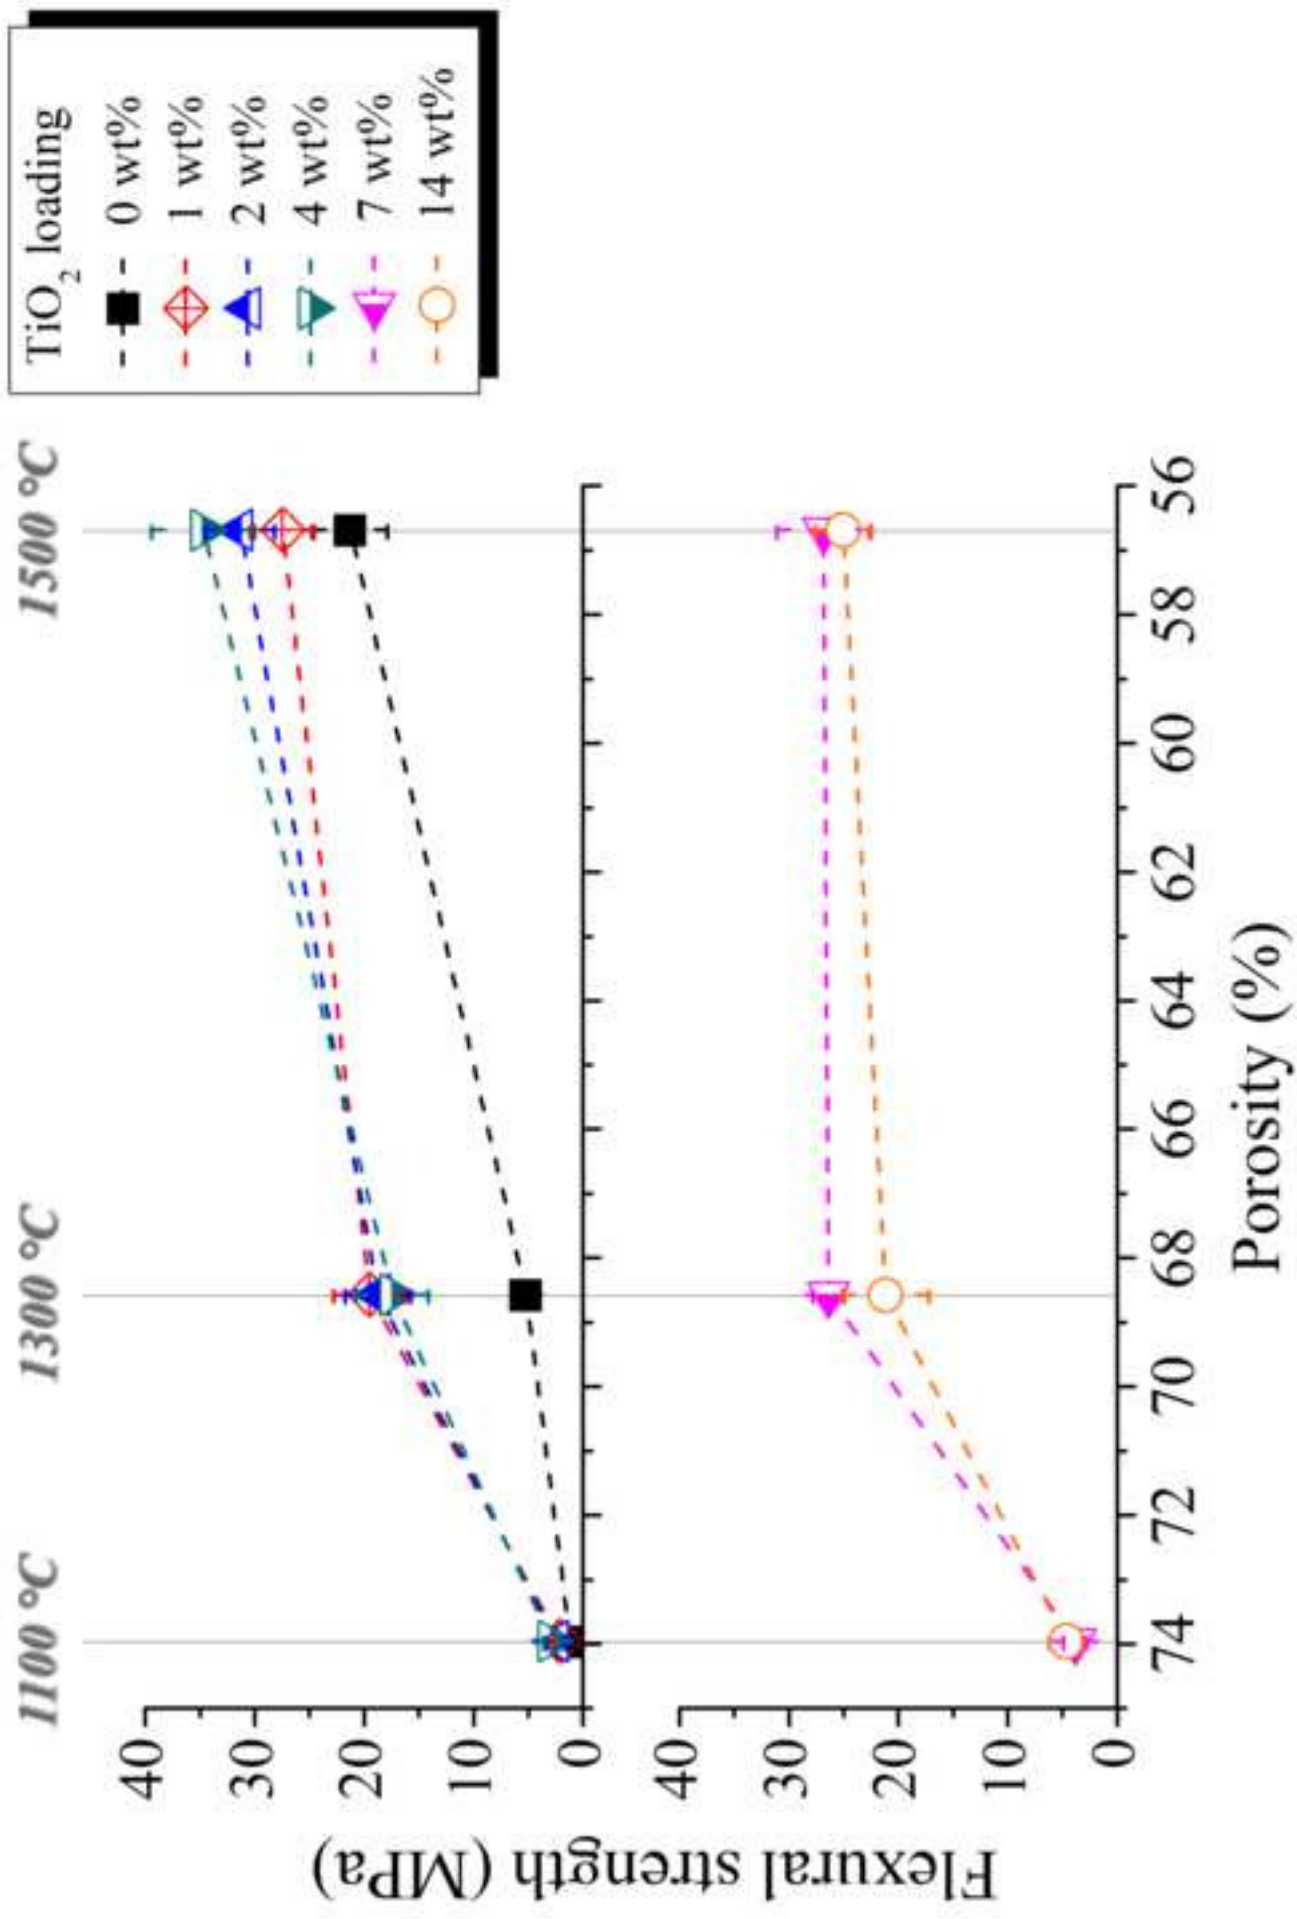 1100 °C 1300 °C 1500 °C
TiO2 loading
0 wt%
1 wt%
2 wt%
4 wt%
7 wt%
14 wt%
Flexural strength (MPa)
40
30
20
10
0
40
30
20
10
0
74 72 70 68 66 64 62 60 58 56
Porosity (%)